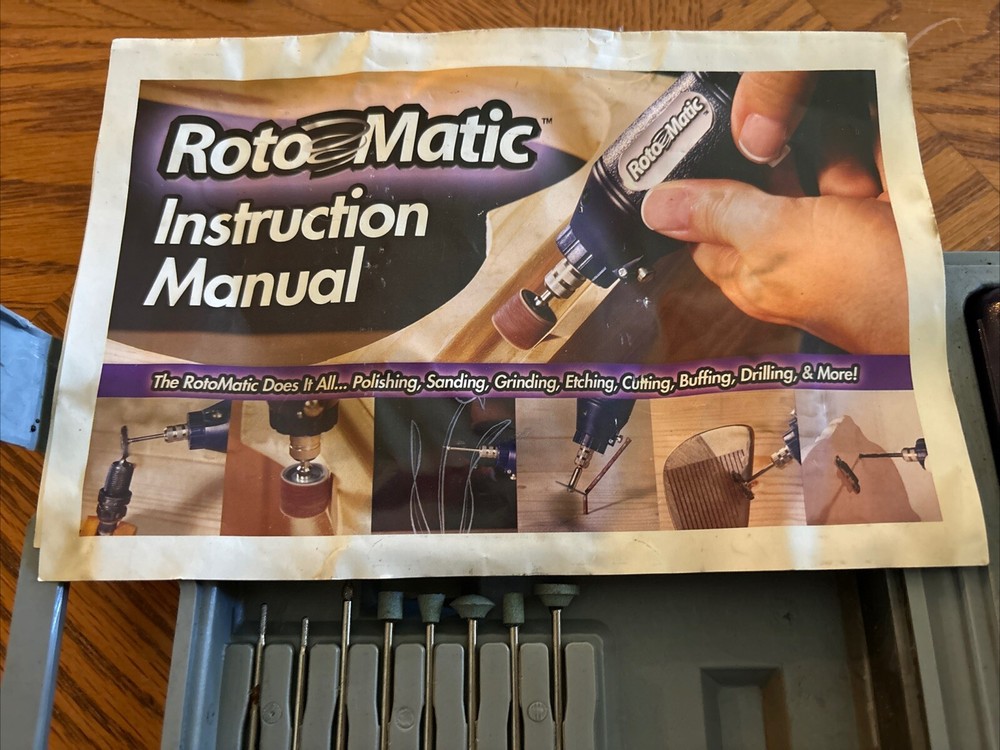 RotoMatic™
RotoMatic
Instruction
Manual
The RotoMatic Does It All... Polishing, Sanding, Grinding, Etching, Cutting, Buffing, Drilling, & More!